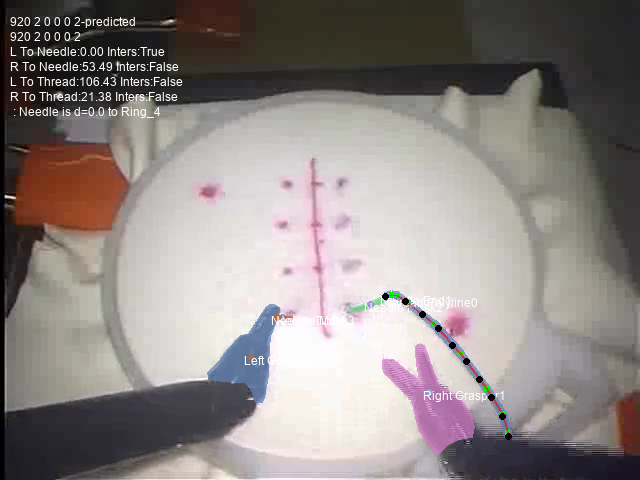 920 2 0 0 0 2-predicted
920 2 0 0 0 2
L To Needle:0.00 Inters:True
R To Needle:53.49 Inters:False
L To Thread:106.43 Inters:False
R To Thread:21.38 Inters:False
: Needle is d=0.0 to Ring_4
Right Grasper1